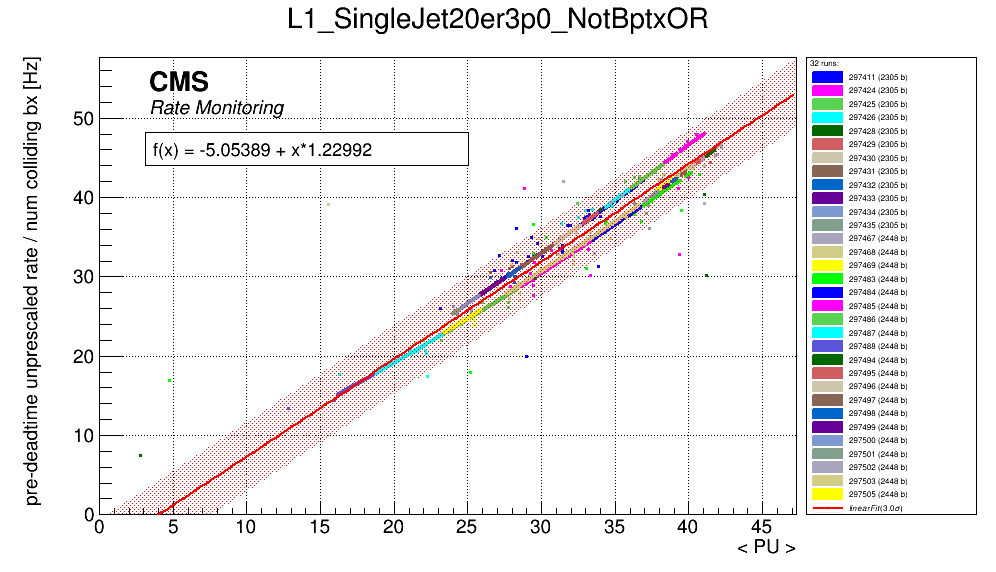 L1_SingleJet20er3p0_NotBptxOR
pre-deadtime unprescaled rate / num colliding bx [Hz]
CMS
Rate Monitoring
f(x) = -5.05389 + x*1.22992
50
40
30
20
10
0
0 5 10 15 20 25 30 35 40 45
< PU >
32 runs:
297411 (2305 b)
297424 (2305 b)
297425 (2305 b)
297426 (2305 b)
297428 (2305 b)
297429 (2305 b)
297430 (2305 b)
297431 (2305 b)
297432 (2305 b)
297433 (2305 b)
297434 (2305 b)
297435 (2305 b)
297467 (2448 b)
297468 (2448 b)
297469 (2448 b)
297483 (2448 b)
297484 (2448 b)
297485 (2448 b)
297486 (2448 b)
297487 (2448 b)
297488 (2448 b)
297494 (2448 b)
297495 (2448 b)
297496 (2448 b)
297497 (2448 b)
297498 (2448 b)
297499 (2448 b)
297500 (2448 b)
297501 (2448 b)
297502 (2448 b)
297503 (2448 b)
297505 (2448 b)
linearFit(3.0σ)